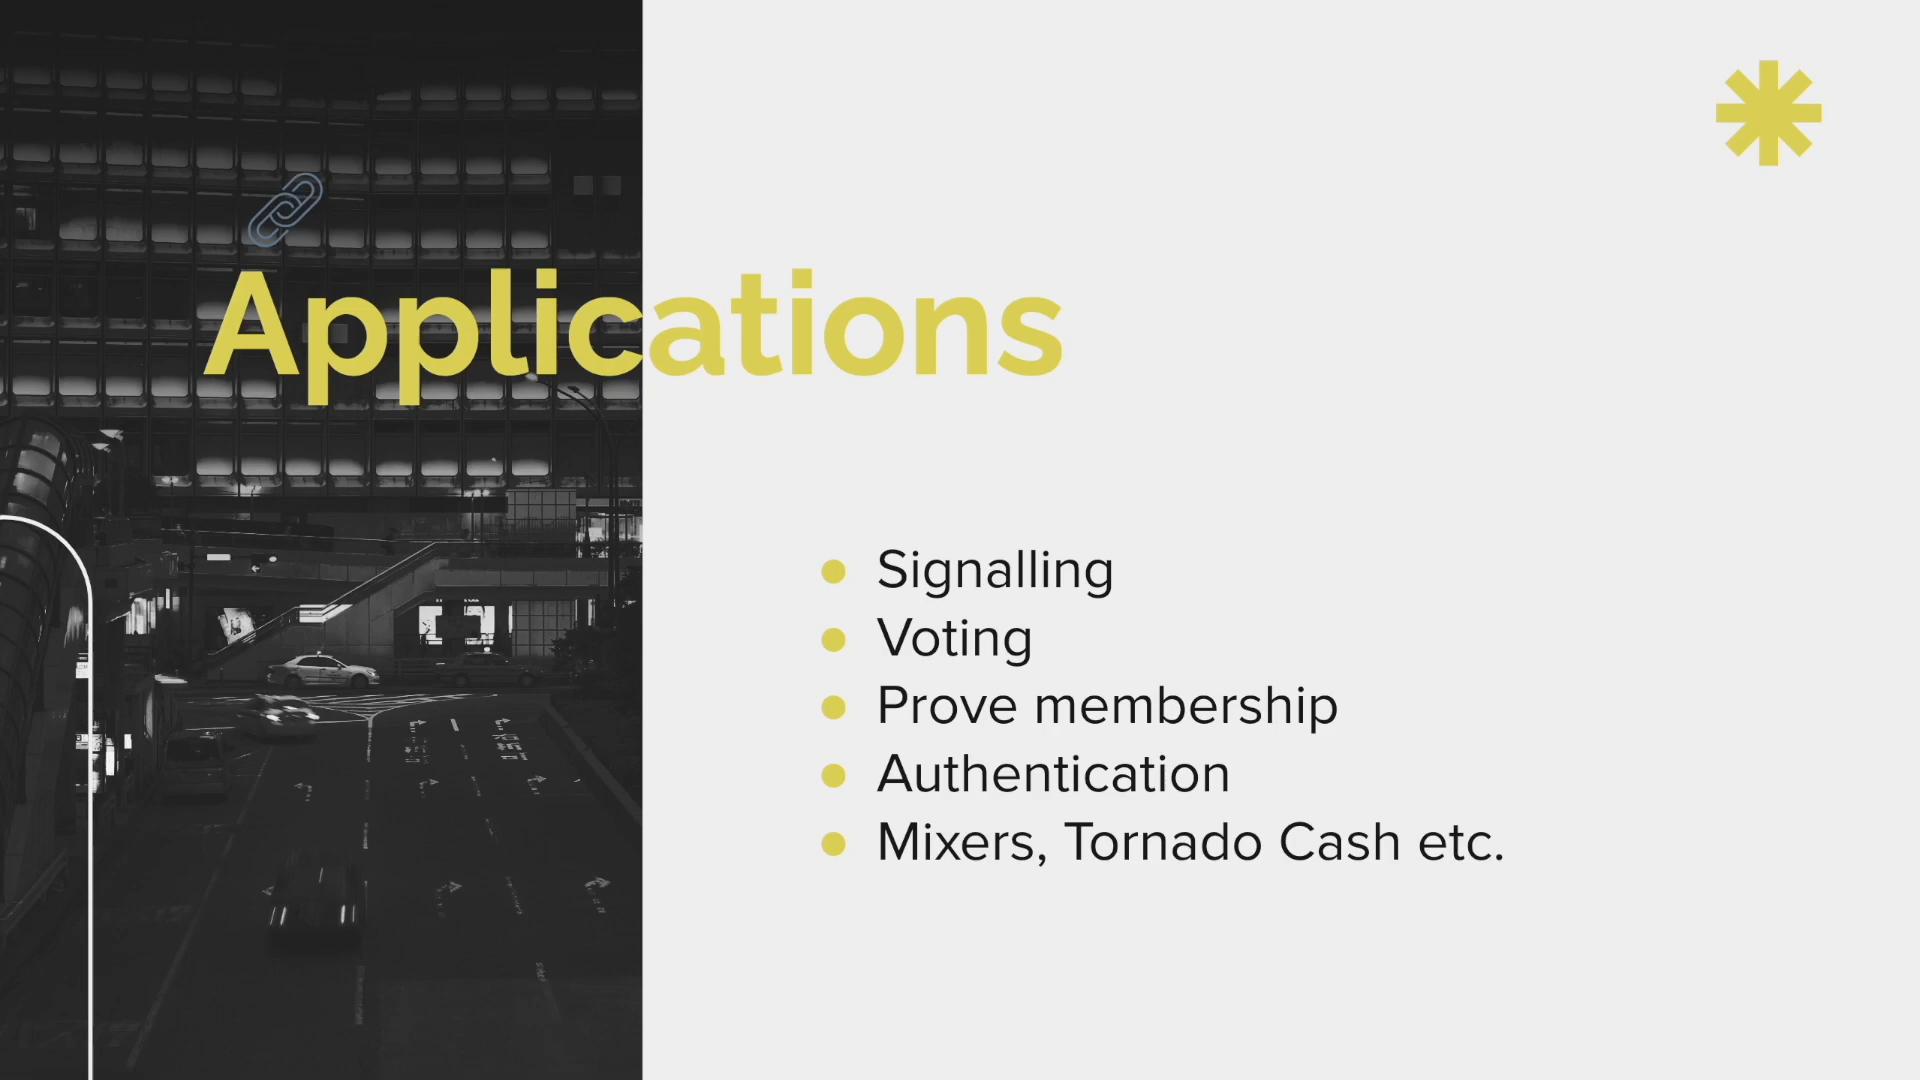 Applications
Signalling
Voting
Prove membership
Authentication
Mixers, Tornado Cash etc.